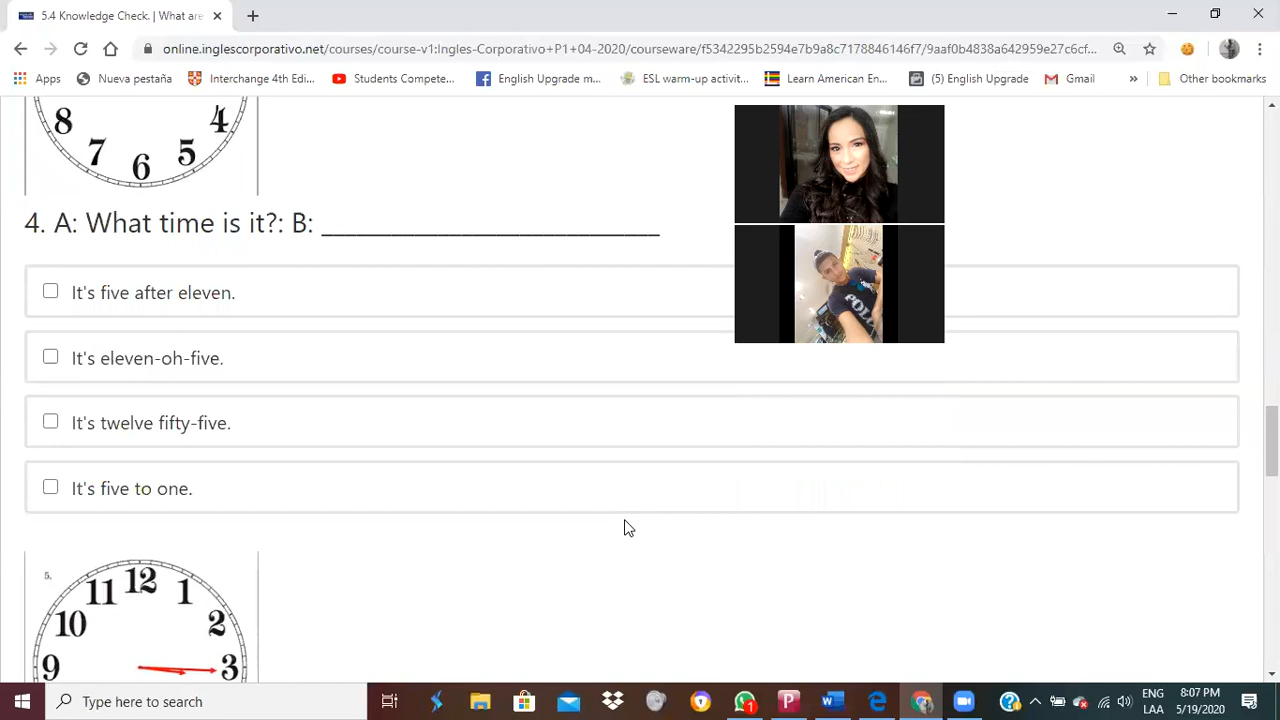 5.4 Knowledge Check. | What are
online.inglescorporativo.net/courses/course-v1:Ingles-Corporativo+P1+04-2020/courseware/f5342295b2594e7b9a8c7178846146f7/9aaf0b4838a642959e27c6cf...
Apps Nueva pestaña Interchange 4th Edi... Students Compete... English Upgrade m... ESL warm-up activit... Learn American En... (5) English Upgrade Gmail » Other bookmarks
8 4
7 6 5
4. A: What time is it?: B: ____________________________
It's five after eleven.
It's eleven-oh-five.
It's twelve fifty-five.
It's five to one.
5.
11 12 1
10 2
9 3
POLO
Type here to search
1
ENG 8:07 PM
LAA 5/19/2020